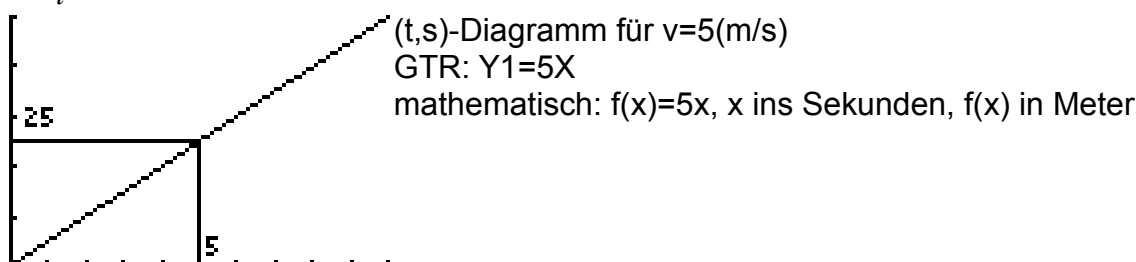 (t,s)-Diagramm für v=5(m/s)
GTR: Y1=5X
mathematisch: f(x)=5x, x ins Sekunden, f(x) in Meter
25
5